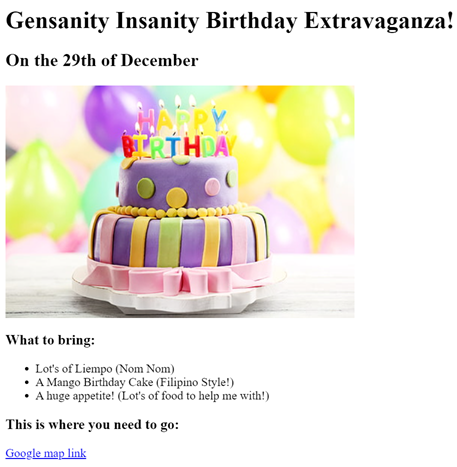 Gensanity Insanity Birthday Extravaganza!
On the 29th of December
HAPPY
BIRTHDAY
What to bring:
Lot's of Liempo (Nom Nom)
A Mango Birthday Cake (Filipino Style!)
A huge appetite! (Lot's of food to help me with!)
This is where you need to go:
Google map link